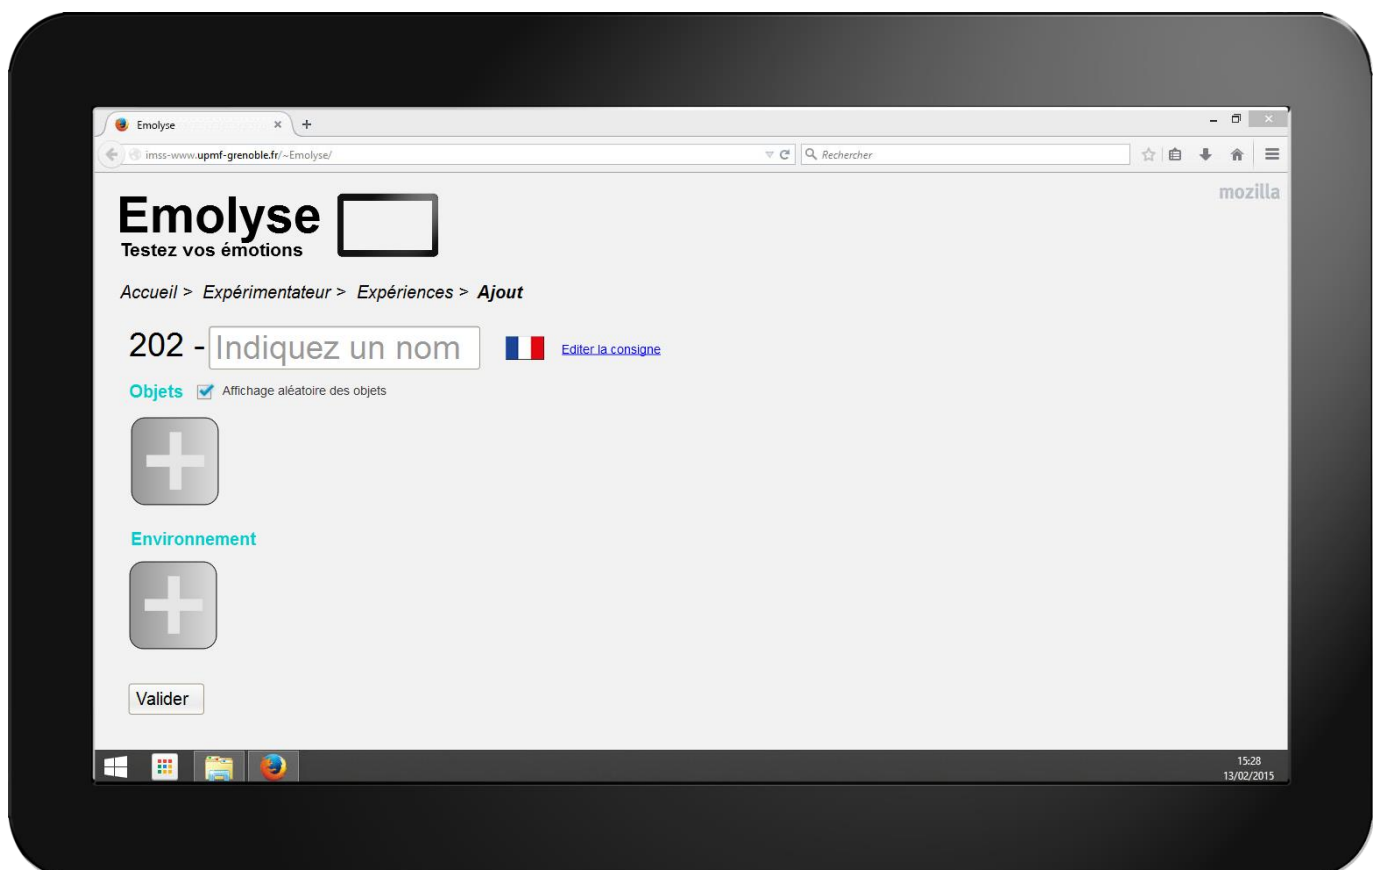 Emolyse × +
imss-www.upmf-grenoble.fr/~Emolyse/ Rechercher
mozilla
Emolyse
Testez vos émotions
Accueil > Expérimentateur > Expériences > Ajout
202 - Indiquez un nom Editer la consigne
Objets Affichage aléatoire des objets
Environnement
Valider
15:28
13/02/2015